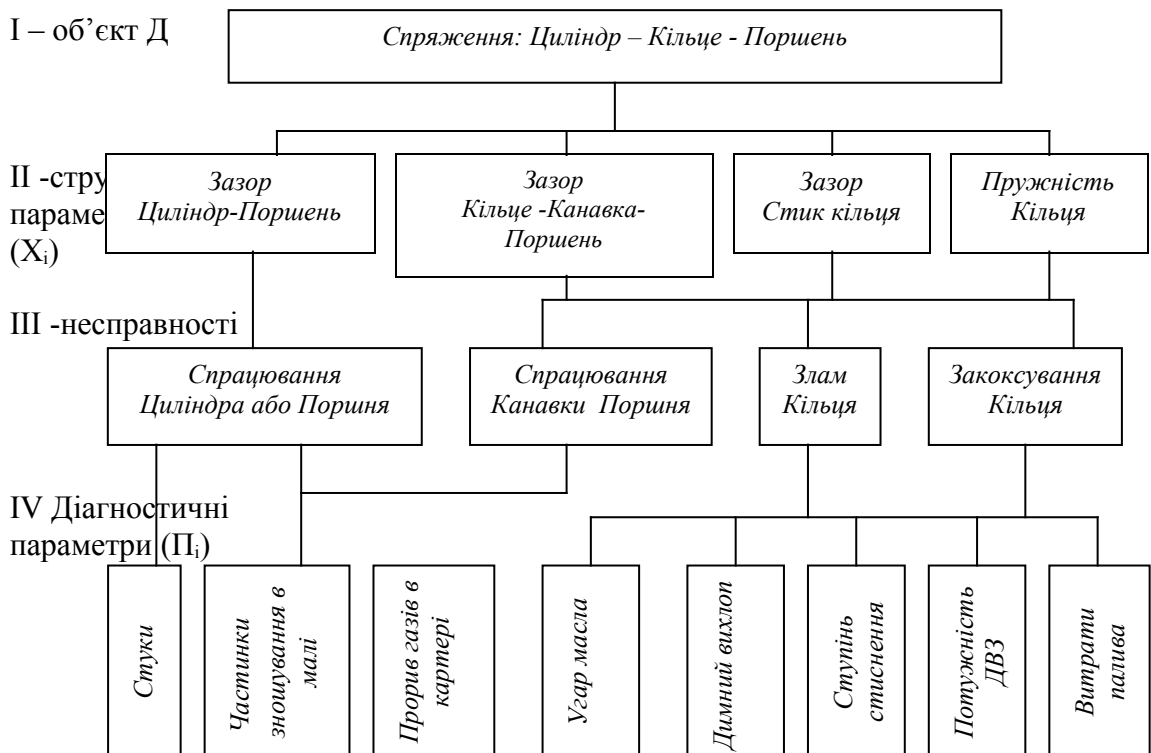 I – об’єкт Д
Спряження: Циліндр – Кільце - Поршень
II -стру
параме
(Xᵢ)
Зазор
Циліндр-Поршень
Зазор
Кільце -Канавка-
Поршень
Зазор
Стик кільця
Пружність
Кільця
III -несправності
Спрацювання
Циліндра або Поршня
Спрацювання
Канавки Поршня
Злам
Кільця
Закоксування
Кільця
IV Діагностичні
параметри (Пᵢ)
Стуки
Частинки
зношування в
малі
Прорив газів в
картері
Угар масла
Димний вихлоп
Ступінь
стиснення
Потужність
ДВЗ
Витрати
палива